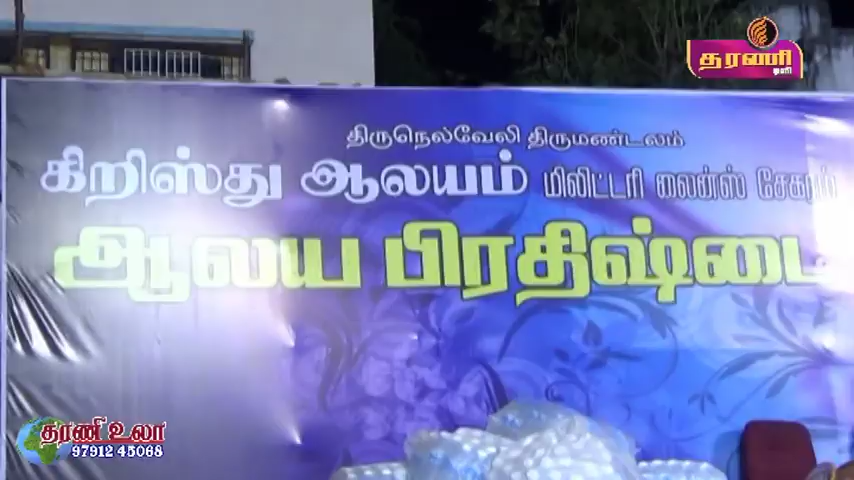 தரணி
டிவி
திருநெல்வேலி திருமண்டலம்
கிறிஸ்து ஆலயம் மிலிட்டரி லைன்ஸ் சேகரம்
ஆலய பிரதிஷ்டை
தரணி உலா
97912 45068